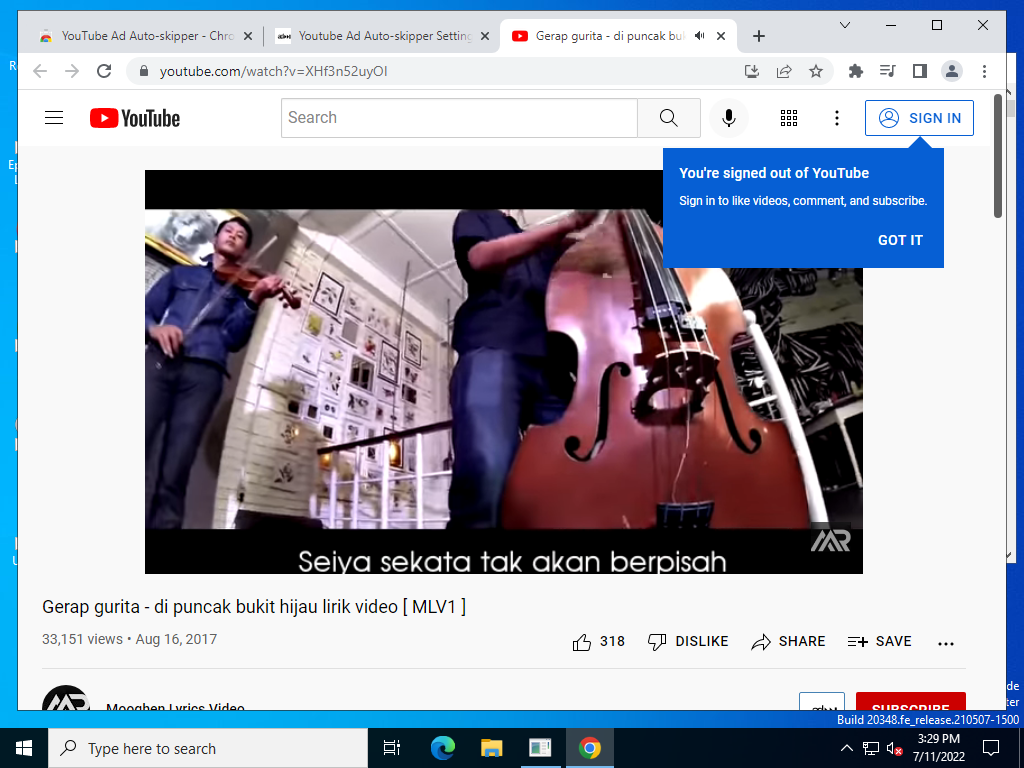 YouTube Ad Auto-skipper - Chro
Youtube Ad Auto-skipper Setting
Gerap gurita - di puncak buk
youtube.com/watch?v=XHf3n52uyOI
YouTube
Search
SIGN IN
You're signed out of YouTube
Sign in to like videos, comment, and subscribe.
GOT IT
Seiya sekata tak akan berpisah
Gerap gurita - di puncak bukit hijau lirik video [ MLV1 ]
33,151 views • Aug 16, 2017
318
DISLIKE
SHARE
SAVE
Mooghen Lyrics Video
SUBSCRIBE
Build 20348.fe_release.210507-1500
Type here to search
3:29 PM
7/11/2022